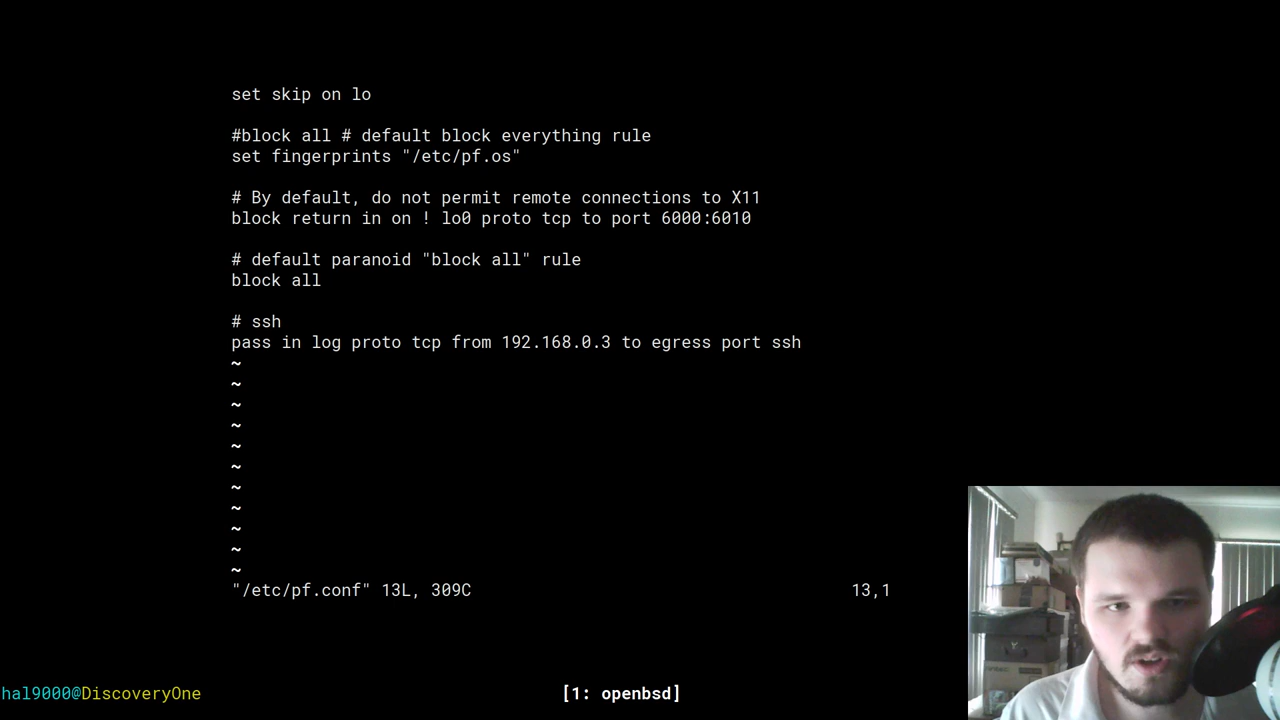 set skip on lo
#block all # default block everything rule
set fingerprints "/etc/pf.os"
# By default, do not permit remote connections to X11
block return in on ! lo0 proto tcp to port 6000:6010
# default paranoid "block all" rule
block all
# ssh
pass in log proto tcp from 192.168.0.3 to egress port ssh
~
~
~
~
~
~
~
~
~
~
~
"/etc/pf.conf" 13L, 309C 13,1
hal9000@DiscoveryOne [1: openbsd]